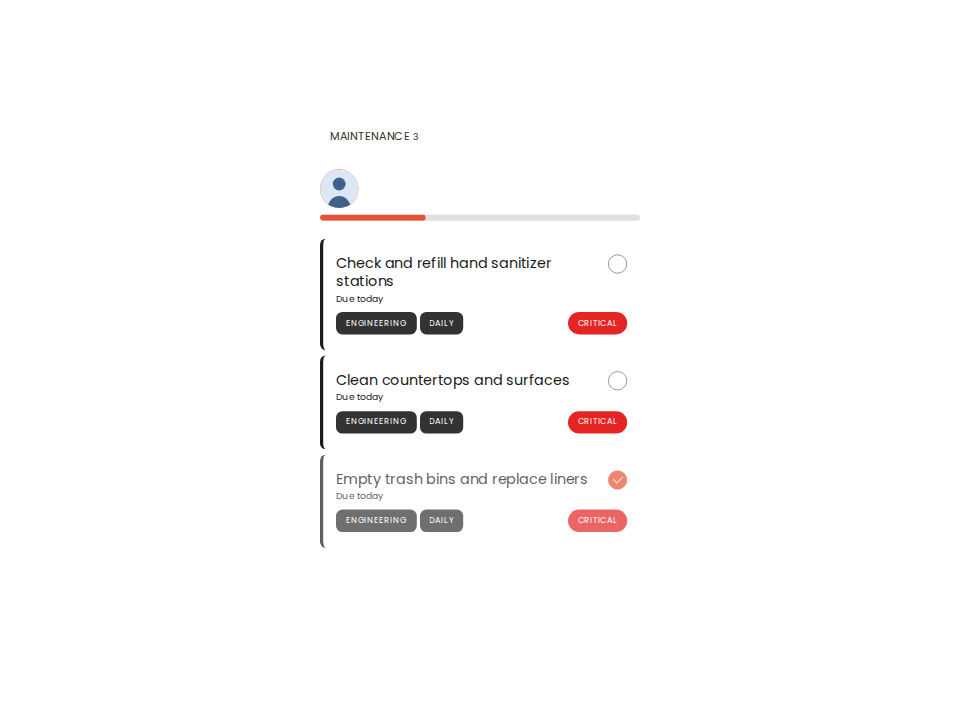 MAINTENANCE 3
Check and refill hand sanitizer
stations
Due today
ENGINEERING DAILY CRITICAL
Clean countertops and surfaces
Due today
ENGINEERING DAILY CRITICAL
Empty trash bins and replace liners
Due today
ENGINEERING DAILY CRITICAL